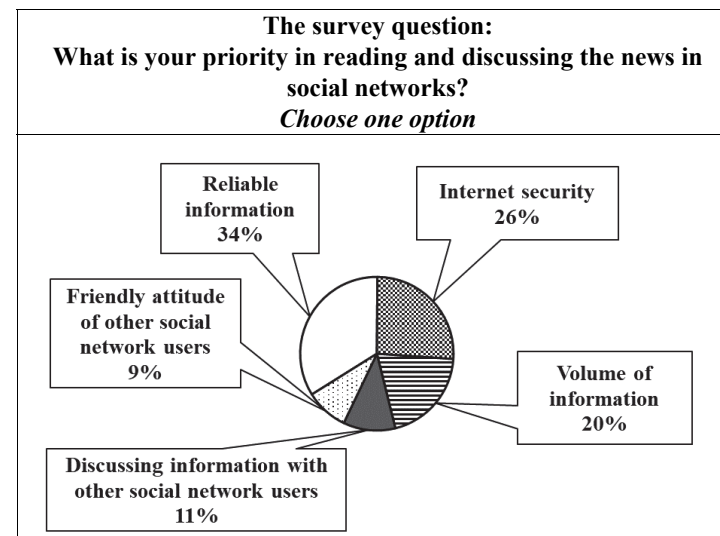 The survey question:
What is your priority in reading and discussing the news in
social networks?
Choose one option
Reliable
information
34%
Internet security
26%
Friendly attitude
of other social
network users
9%
Volume of
information
20%
Discussing information with
other social network users
11%